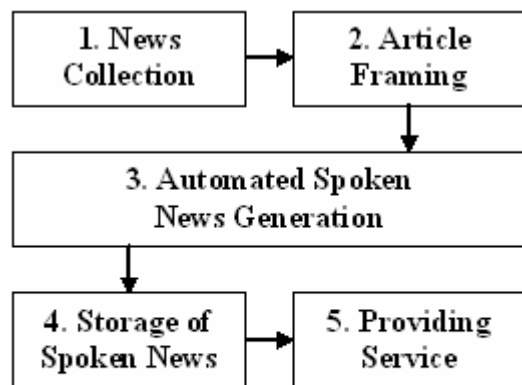 1. News
Collection
2. Article
Framing
3. Automated Spoken
News Generation
4. Storage of
Spoken News
5. Providing
Service